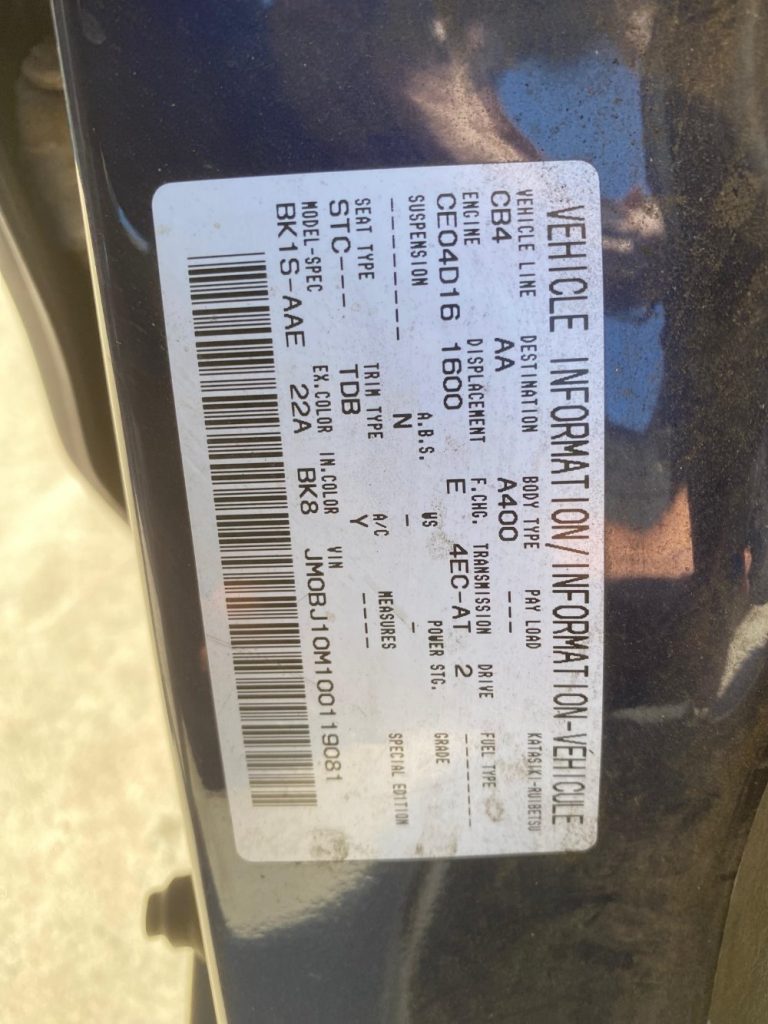 VEHICLE INFORMATION/INFORMATION-VÉHICULE
VEHICLE LINE DESTINATION BODY TYPE PAY LOAD KATASIKI-RUIBETSU
CB4 AA A400 ---
ENGINE DISPLACEMENT F.CHG. TRANSMISSION DRIVE FUEL TYPE
CE04D16 1600 E 4EC-AT 2 -------
SUSPENSION A.B.S. WS POWER STG. GRADE
-------- N - -
SEAT TYPE TRIM TYPE A/C MEASURES SPECIAL EDITION
STC---. TDB Y ----
MODEL-SPEC EX.COLOR IN.COLOR VIN
BK1S-AAE 22A BK8 JM0BJ10M100119081